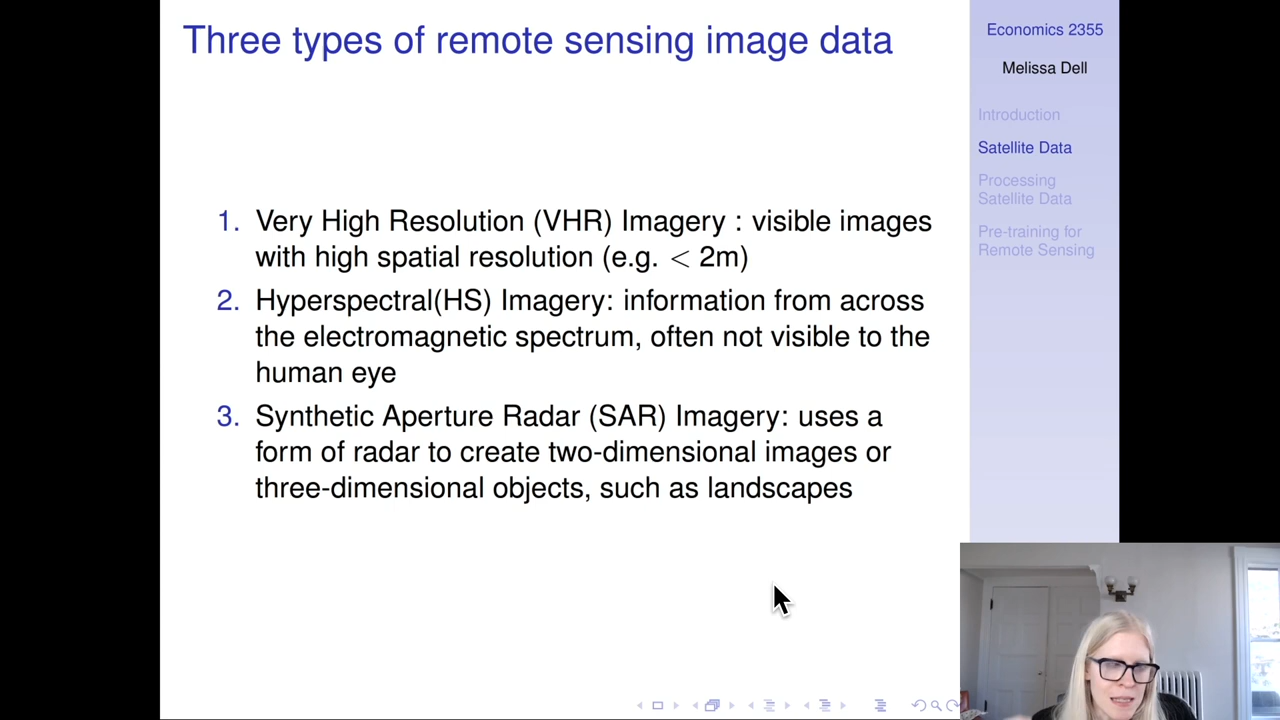 Three types of remote sensing image data
1. Very High Resolution (VHR) Imagery : visible images
with high spatial resolution (e.g. < 2m)
2. Hyperspectral(HS) Imagery: information from across
the electromagnetic spectrum, often not visible to the
human eye
3. Synthetic Aperture Radar (SAR) Imagery: uses a
form of radar to create two-dimensional images or
three-dimensional objects, such as landscapes
Economics 2355
Melissa Dell
Introduction
Satellite Data
Processing
Satellite Data
Pre-training for
Remote Sensing